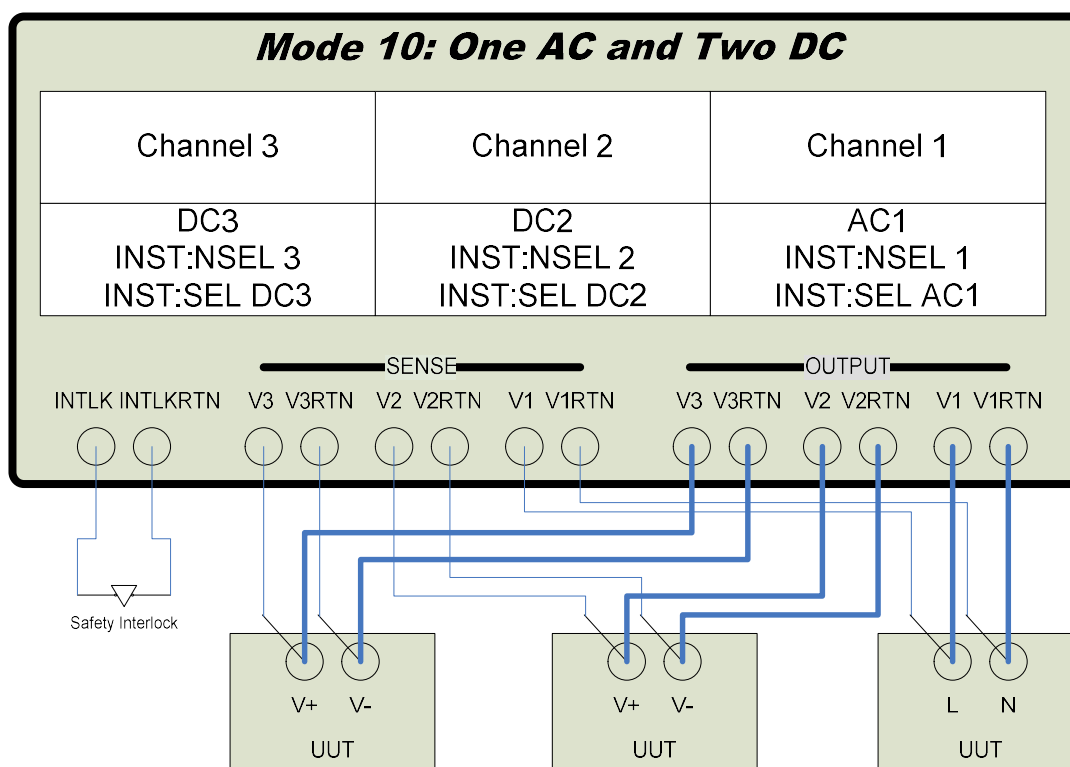 Mode 10: One AC and Two DC
Channel 3
Channel 2
Channel 1
DC3
INST:NSEL 3
INST:SEL DC3
DC2
INST:NSEL 2
INST:SEL DC2
AC1
INST:NSEL 1
INST:SEL AC1
SENSE
OUTPUT
INTLK INTLKRTN V3 V3RTN V2 V2RTN V1 V1RTN V3 V3RTN V2 V2RTN V1 V1RTN
Safety Interlock
V+ V- V+ V- L N
UUT UUT UUT